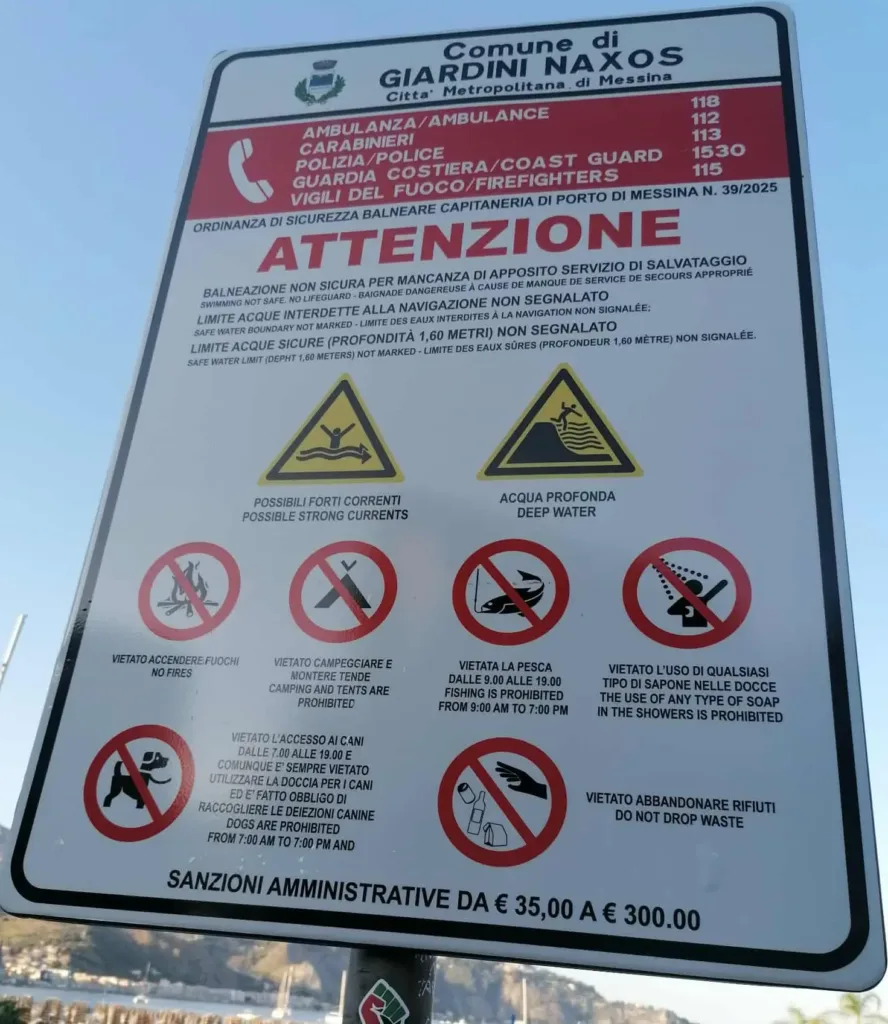 Comune di
GIARDINI NAXOS
Citta' Metropolitana di Messina
AMBULANZA/AMBULANCE 118
CARABINIERI 112
POLIZIA/POLICE 113
GUARDIA COSTIERA/COAST GUARD 1530
VIGILI DEL FUOCO/FIREFIGHTERS 115
ORDINANZA DI SICUREZZA BALNEARE CAPITANERIA DI PORTO DI MESSINA N. 39/2025
ATTENZIONE
BALNEAZIONE NON SICURA PER MANCANZA DI APPOSITO SERVIZIO DI SALVATAGGIO
SWIMMING NOT SAFE. NO LIFEGUARD - BAIGNADE DANGEREUSE À CAUSE DE MANQUE DE SERVICE DE SECOURS APPROPRIÉ
LIMITE ACQUE INTERDETTE ALLA NAVIGAZIONE NON SEGNALATO
SAFE WATER BOUNDARY NOT MARKED - LIMITE DES EAUX INTERDITES À LA NAVIGATION NON SIGNALÉE;
LIMITE ACQUE SICURE (PROFONDITÀ 1,60 METRI) NON SEGNALATO
SAFE WATER LIMIT (DEPHT 1,60 METERS) NOT MARKED - LIMITE DES EAUX SÛRES (PROFONDEUR 1,60 MÈTRE) NON SIGNALÉE.
POSSIBILI FORTI CORRENTI
POSSIBLE STRONG CURRENTS
ACQUA PROFONDA
DEEP WATER
VIETATO ACCENDERE FUOCHI
NO FIRES
VIETATO CAMPEGGIARE E
MONTERE TENDE
CAMPING AND TENTS ARE
PROHIBITED
VIETATA LA PESCA
DALLE 9.00 ALLE 19.00
FISHING IS PROHIBITED
FROM 9:00 AM TO 7:00 PM
VIETATO L'USO DI QUALSIASI
TIPO DI SAPONE NELLE DOCCE
THE USE OF ANY TYPE OF SOAP
IN THE SHOWERS IS PROHIBITED
VIETATO L'ACCESSO AI CANI
DALLE 7.00 ALLE 19.00 E
COMUNQUE E' SEMPRE VIETATO
UTILIZZARE LA DOCCIA PER I CANI
ED E' FATTO OBBLIGO DI
RACCOGLIERE LE DEIEZIONI CANINE
DOGS ARE PROHIBITED
FROM 7:00 AM TO 7:00 PM AND
VIETATO ABBANDONARE RIFIUTI
DO NOT DROP WASTE
SANZIONI AMMINISTRATIVE DA € 35,00 A € 300.00